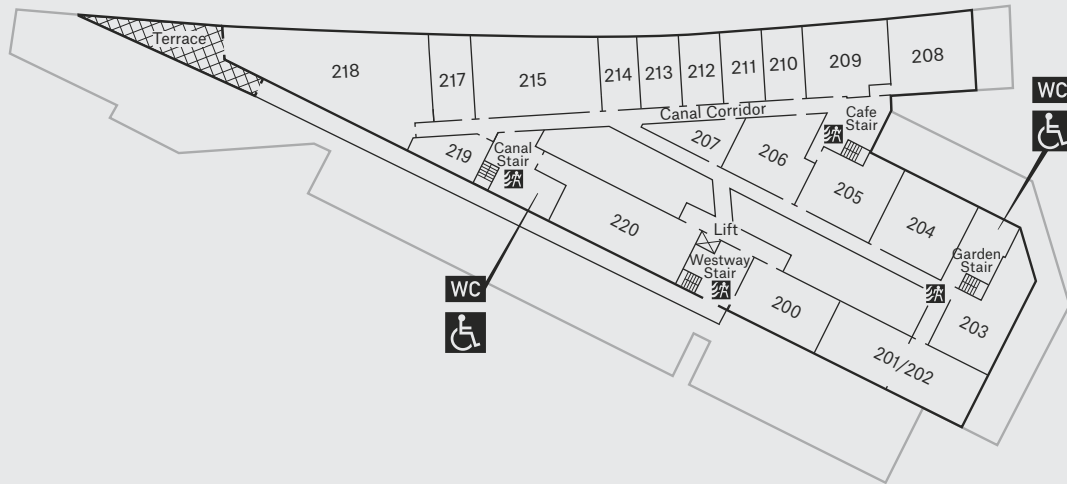 Terrace
218
217
215
214
213
212
211
210
209
208
WC
Canal Corridor
Cafe
Stair
207
206
219
Canal
Stair
205
204
220
Lift
Westway
Stair
Garden
Stair
WC
200
203
201/202